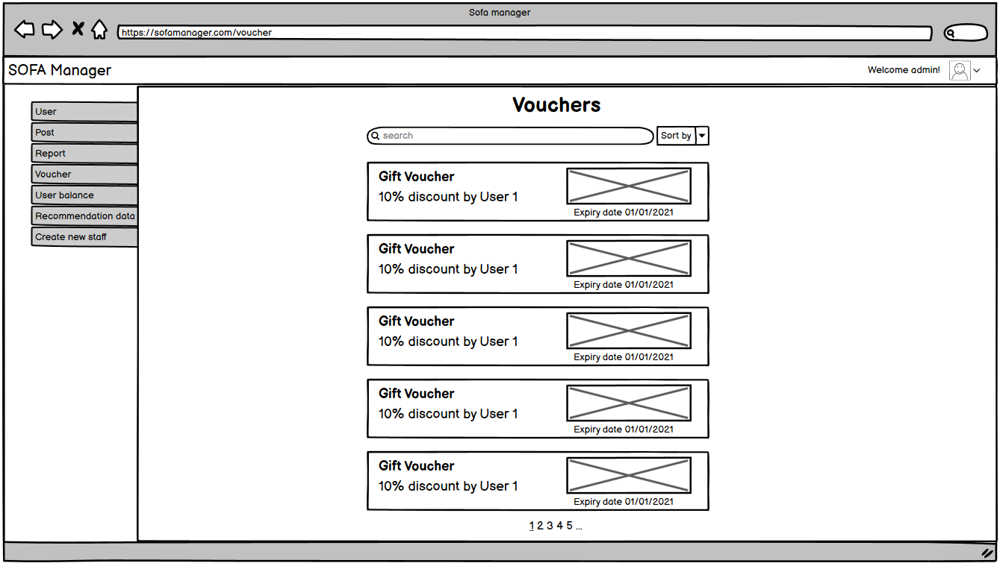 Sofa manager
https://sofamanager.com/voucher
SOFA Manager
Welcome admin!
User
Post
Report
Voucher
User balance
Recommendation data
Create new staff
Vouchers
search
Sort by
Gift Voucher
10% discount by User 1
Expiry date 01/01/2021
Gift Voucher
10% discount by User 1
Expiry date 01/01/2021
Gift Voucher
10% discount by User 1
Expiry date 01/01/2021
Gift Voucher
10% discount by User 1
Expiry date 01/01/2021
Gift Voucher
10% discount by User 1
Expiry date 01/01/2021
1 2 3 4 5 ...